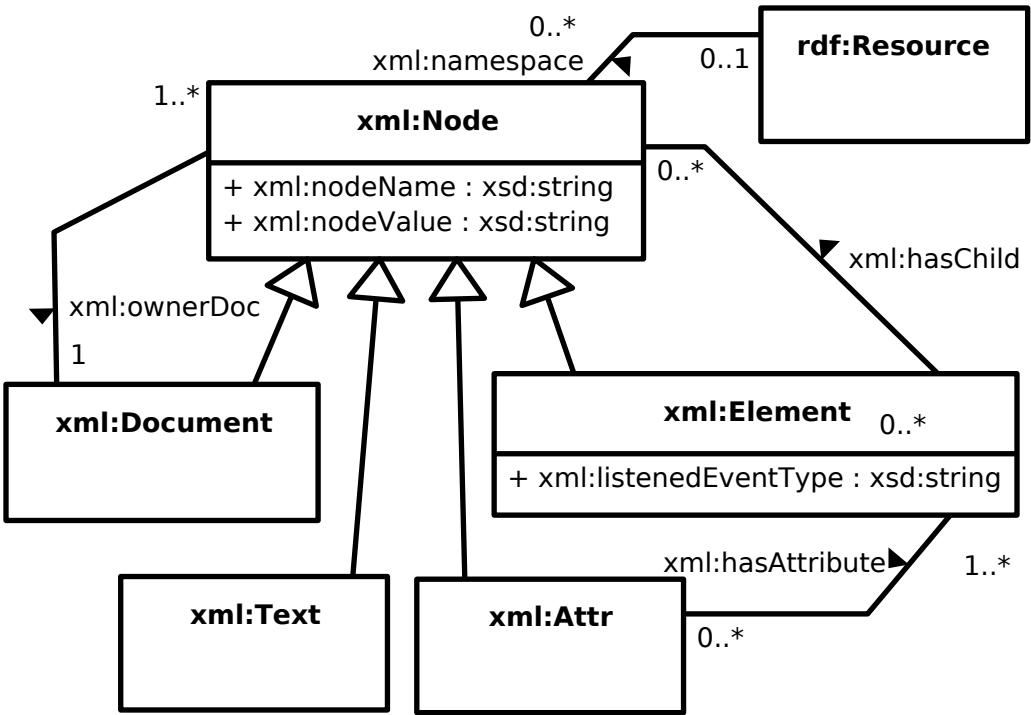 0..*
rdf:Resource
xml:namespace
0..1
1..*
xml:Node
0..*
+ xml:nodeName : xsd:string
+ xml:nodeValue : xsd:string
xml:hasChild
xml:ownerDoc
1
xml:Document
xml:Element
0..*
+ xml:listenedEventType : xsd:string
xml:hasAttribute
1..*
xml:Text
xml:Attr
0..*